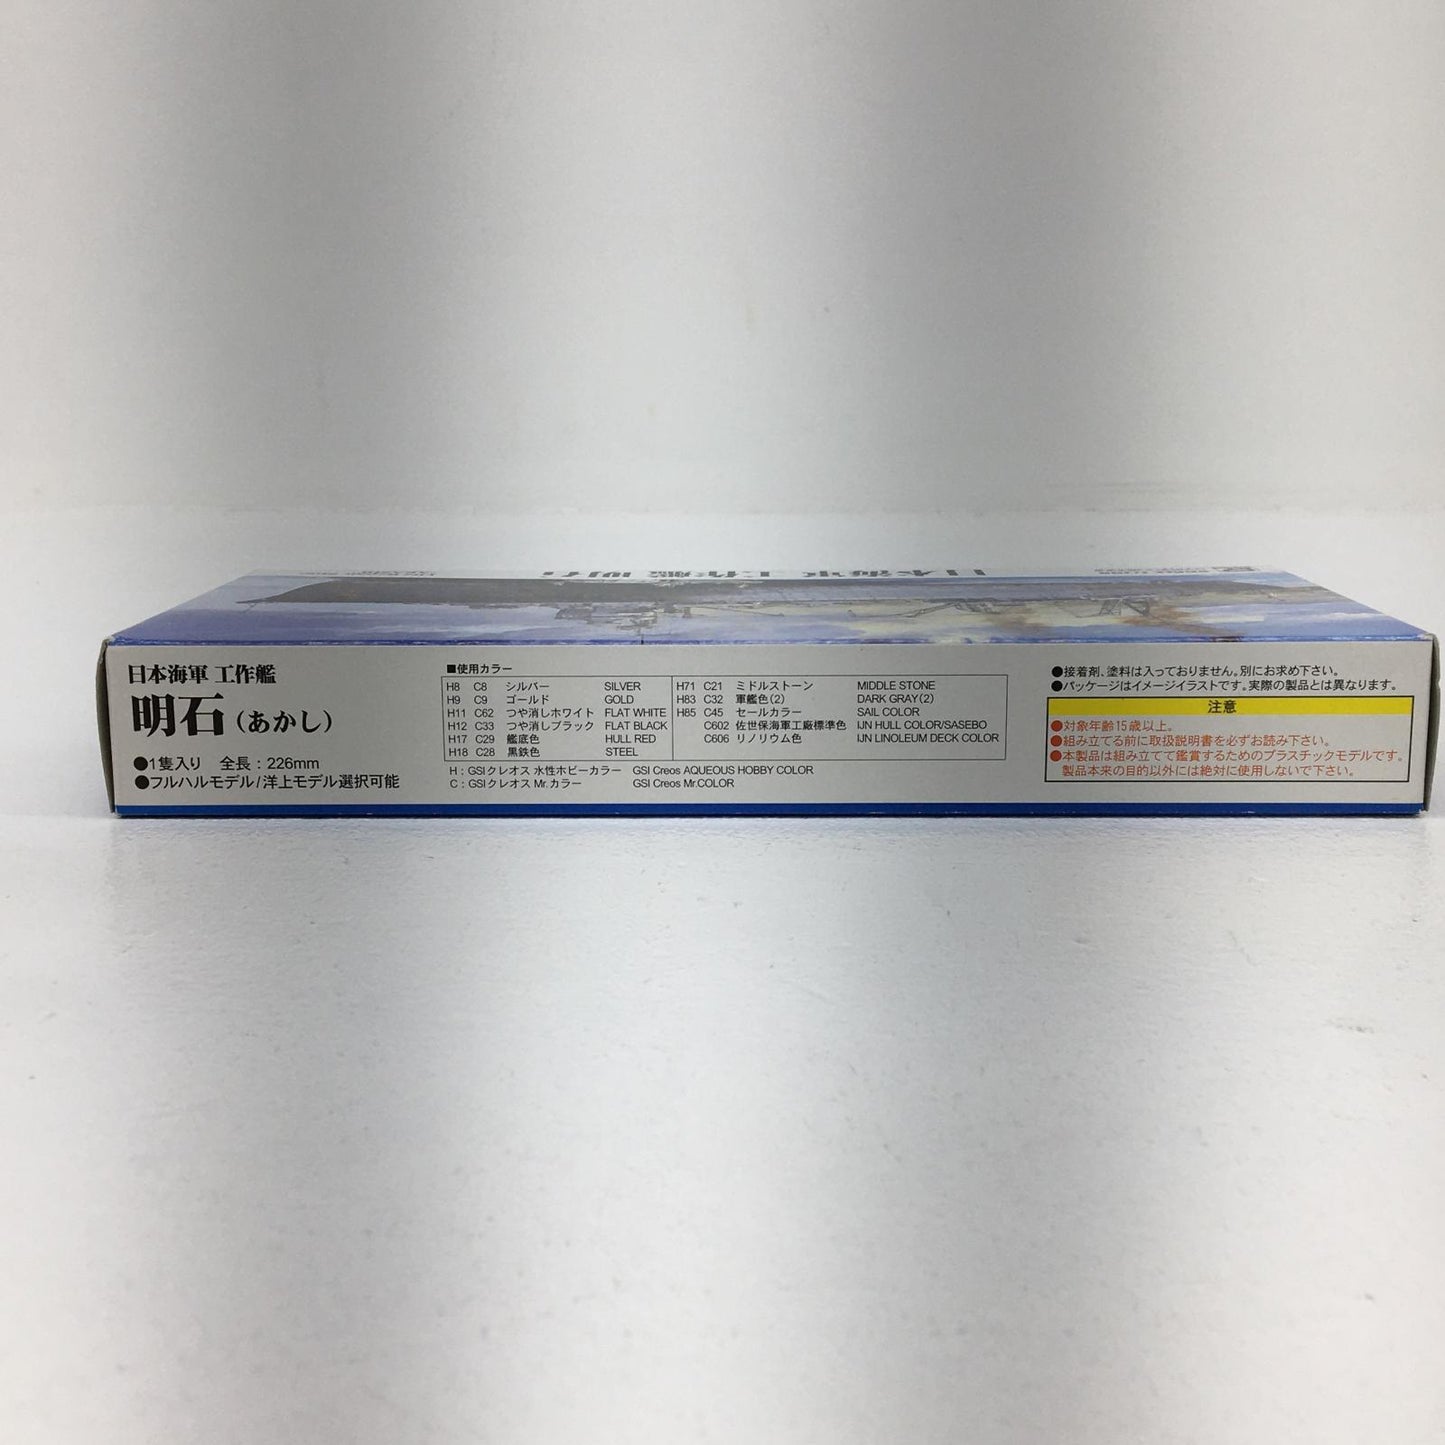 日本海軍 工作艦 明石
日本海軍 工作艦
明石（あかし）
●1隻入り 全長：226mm
●フルハルモデル/洋上モデル選択可能
■使用カラー
H8 C8 シルバー SILVER
H9 C9 ゴールド GOLD
H11 C62 つや消しホワイト FLAT WHITE
H12 C33 つや消しブラック FLAT BLACK
H17 C29 艦底色 HULL RED
H18 C28 黒鉄色 STEEL
H71 C21 ミドルストーン MIDDLE STONE
H83 C32 軍艦色（2） DARK GRAY（2）
H85 C45 セールカラー SAIL COLOR
C602 佐世保海軍工廠標準色 IJN HULL COLOR/SASEBO
C606 リノリウム色 IJN LINOLEUM DECK COLOR
H：GSIクレオス 水性ホビーカラー GSI Creos AQUEOUS HOBBY COLOR
C：GSIクレオス Mr.カラー GSI Creos Mr.COLOR
●接着剤、塗料は入っておりません。別にお求め下さい。
●パッケージはイメージイラストです。実際の製品とは異なります。
注意
●対象年齢15歳以上。
●組み立てる前に取扱説明書を必ずお読み下さい。
●本製品は組み立てて鑑賞するためのプラスチックモデルです。
製品本来の目的以外には絶対に使用しないで下さい。